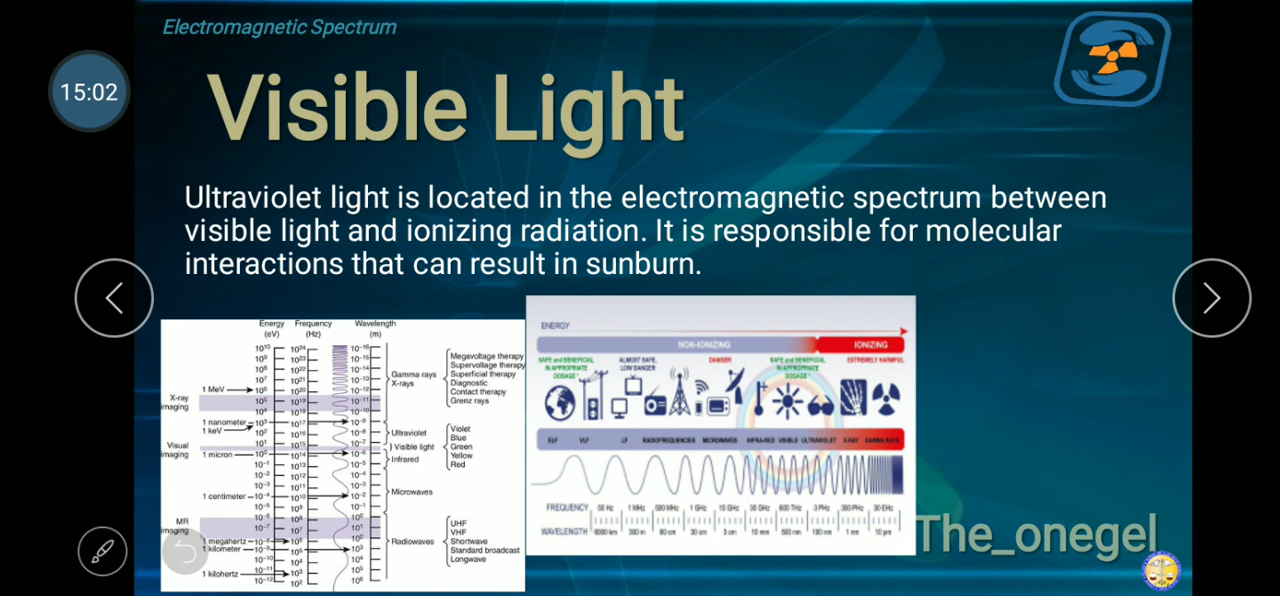 Electromagnetic Spectrum
15:02
Visible Light
Ultraviolet light is located in the electromagnetic spectrum between
visible light and ionizing radiation. It is responsible for molecular
interactions that can result in sunburn.
Energy Frequency Wavelength
(eV) (Hz) (m)
Gamma rays
X-rays
Megavoltage therapy
Supervoltage therapy
Superficial therapy
Diagnostic
Contact therapy
Grenz rays
1 MeV
X-ray
imaging
1 nanometer
1 keV
Ultraviolet
Visible light
Infrared
Violet
Blue
Green
Yellow
Red
Visual
imaging
1 micron
1 centimeter
Microwaves
MR
imaging
1 megahertz
1 kilometer
1 kilohertz
Radiowaves
UHF
VHF
Shortwave
Standard broadcast
Longwave
ENERGY
NON-IONIZING IONIZING
SAFE and BENEFICIAL
IN APPROPRIATE
DOSAGE*
ALMOST SAFE,
LOW DANGER
DANGER
SAFE and BENEFICIAL
IN APPROPRIATE
DOSAGE*
EXTREMELY HARMFUL
ELF VLF LF RADIOFREQUENCIES MICROWAVES INFRA-RED VISIBLE ULTRAVIOLET X-RAY GAMMA RAYS
FREQUENCY 50 Hz 1 MHz 500 MHz 1 GHz 10 GHz 30 GHz 600 THz 3 PHz 300 PHz 30 EHz
WAVELENGTH 6000 km 300 m 60 cm 30 cm 3 cm 10 mm 500 nm 100 nm 1 nm 10 pm
The_onegel